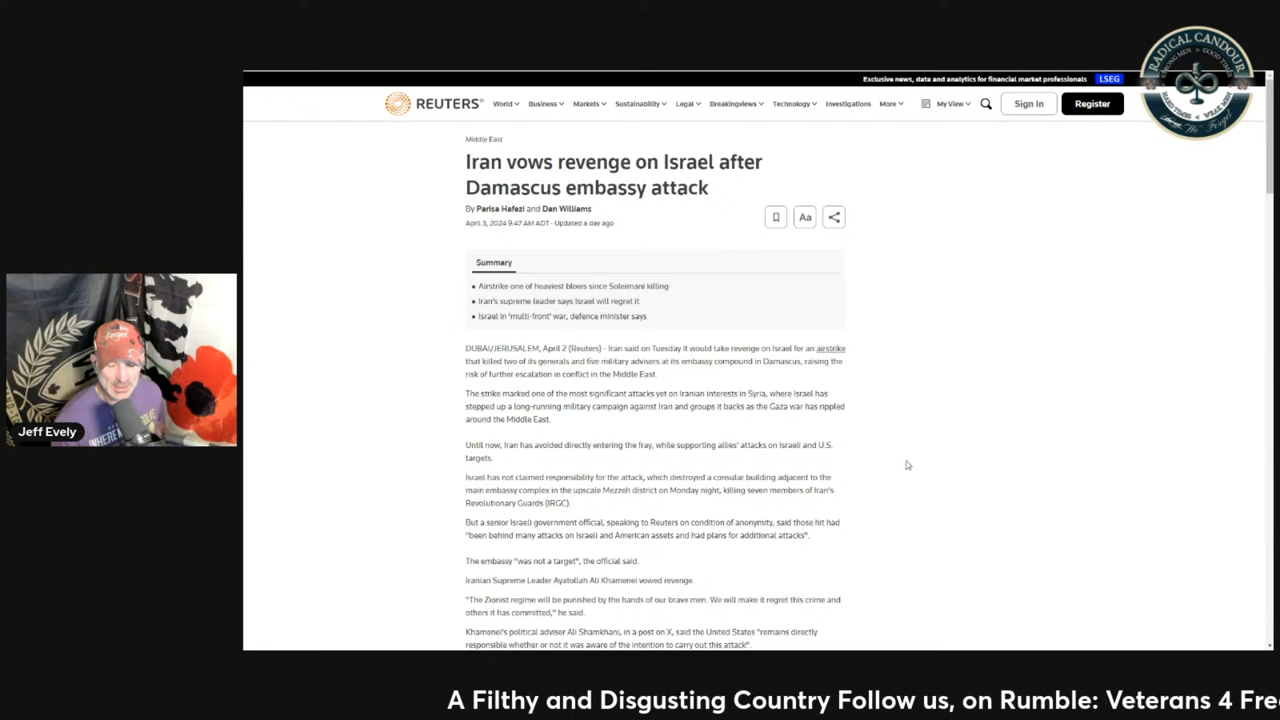 Exclusive news, data and analytics for financial market professionals LSEG
REUTERS World Business Markets Sustainability Legal Breakingviews Technology Investigations More My View Sign In Register
RADICAL CANDOUR
Middle East
Iran vows revenge on Israel after
Damascus embassy attack
By Parisa Hafezi and Dan Williams
April 3, 2024 9:47 AM ADT · Updated a day ago
Aa
Summary
• Airstrike one of heaviest blows since Soleimani killing
• Iran's supreme leader says Israel will regret it
• Israel in 'multi-front' war, defence minister says
DUBAI/JERUSALEM, April 2 (Reuters) - Iran said on Tuesday it would take revenge on Israel for an airstrike
that killed two of its generals and five military advisers at its embassy compound in Damascus, raising the
risk of further escalation in conflict in the Middle East.
The strike marked one of the most significant attacks yet on Iranian interests in Syria, where Israel has
stepped up a long-running military campaign against Iran and groups it backs as the Gaza war has rippled
around the Middle East.
Until now, Iran has avoided directly entering the fray, while supporting allies' attacks on Israeli and U.S.
targets.
Israel has not claimed responsibility for the attack, which destroyed a consular building adjacent to the
main embassy complex in the upscale Mezzeh district on Monday night, killing seven members of Iran's
Revolutionary Guards (IRGC).
But a senior Israeli government official, speaking to Reuters on condition of anonymity, said those hit had
"been behind many attacks on Israeli and American assets and had plans for additional attacks".
The embassy "was not a target", the official said.
Iranian Supreme Leader Ayatollah Ali Khamenei vowed revenge.
"The Zionist regime will be punished by the hands of our brave men. We will make it regret this crime and
others it has committed," he said.
Khamenei's political adviser Ali Shamkhani, in a post on X, said the United States "remains directly
responsible whether or not it was aware of the intention to carry out this attack".
Jeff Evely
A Filthy and Disgusting Country Follow us, on Rumble: Veterans 4 Fre